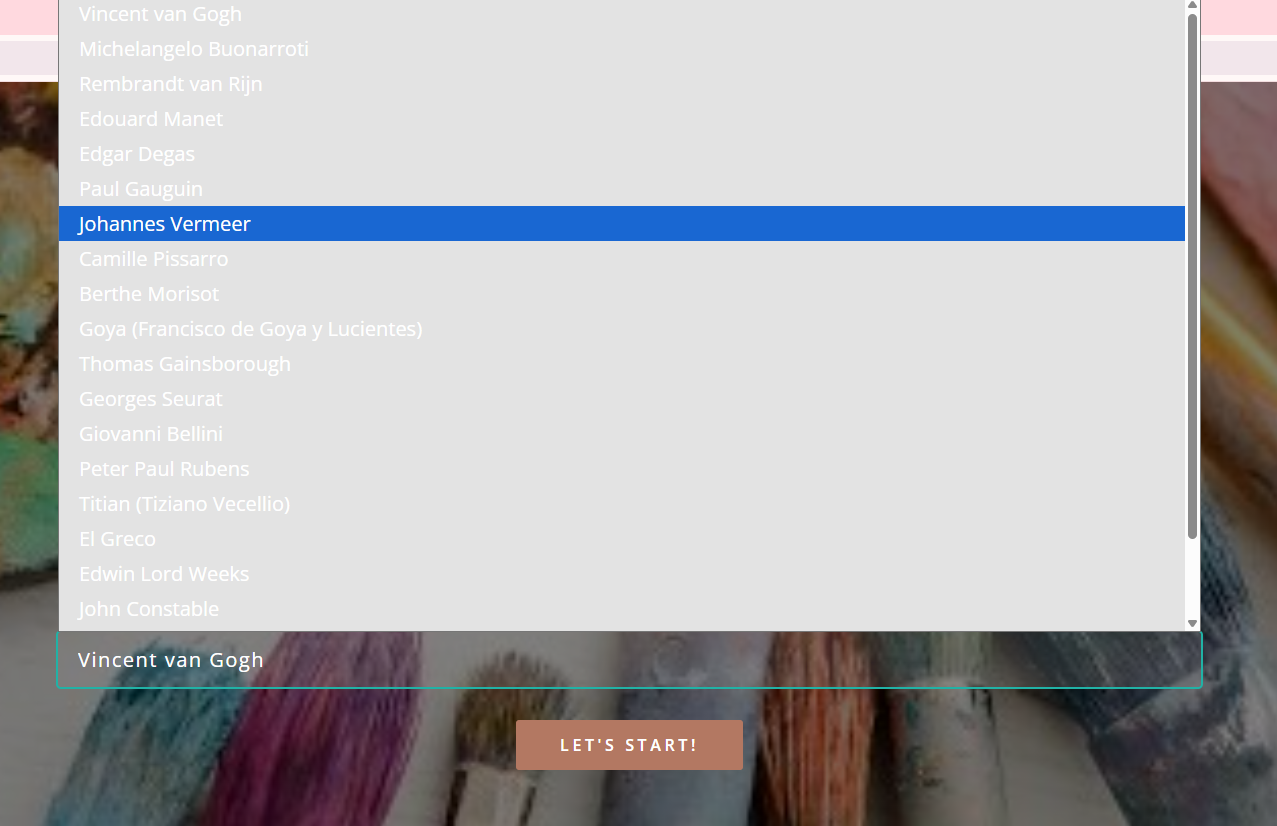 Vincent van Gogh
Michelangelo Buonarroti
Rembrandt van Rijn
Edouard Manet
Edgar Degas
Paul Gauguin
Johannes Vermeer
Camille Pissarro
Berthe Morisot
Goya (Francisco de Goya y Lucientes)
Thomas Gainsborough
Georges Seurat
Giovanni Bellini
Peter Paul Rubens
Titian (Tiziano Vecellio)
El Greco
Edwin Lord Weeks
John Constable
Vincent van Gogh
LET'S START!